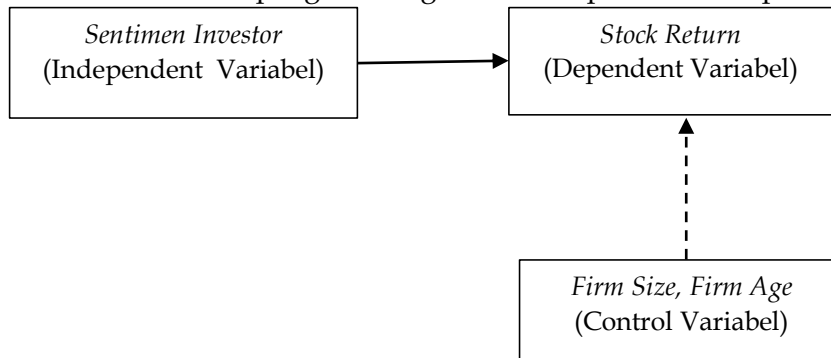 Sentimen Investor
(Independent Variabel)
Stock Return
(Dependent Variabel)
Firm Size, Firm Age
(Control Variabel)